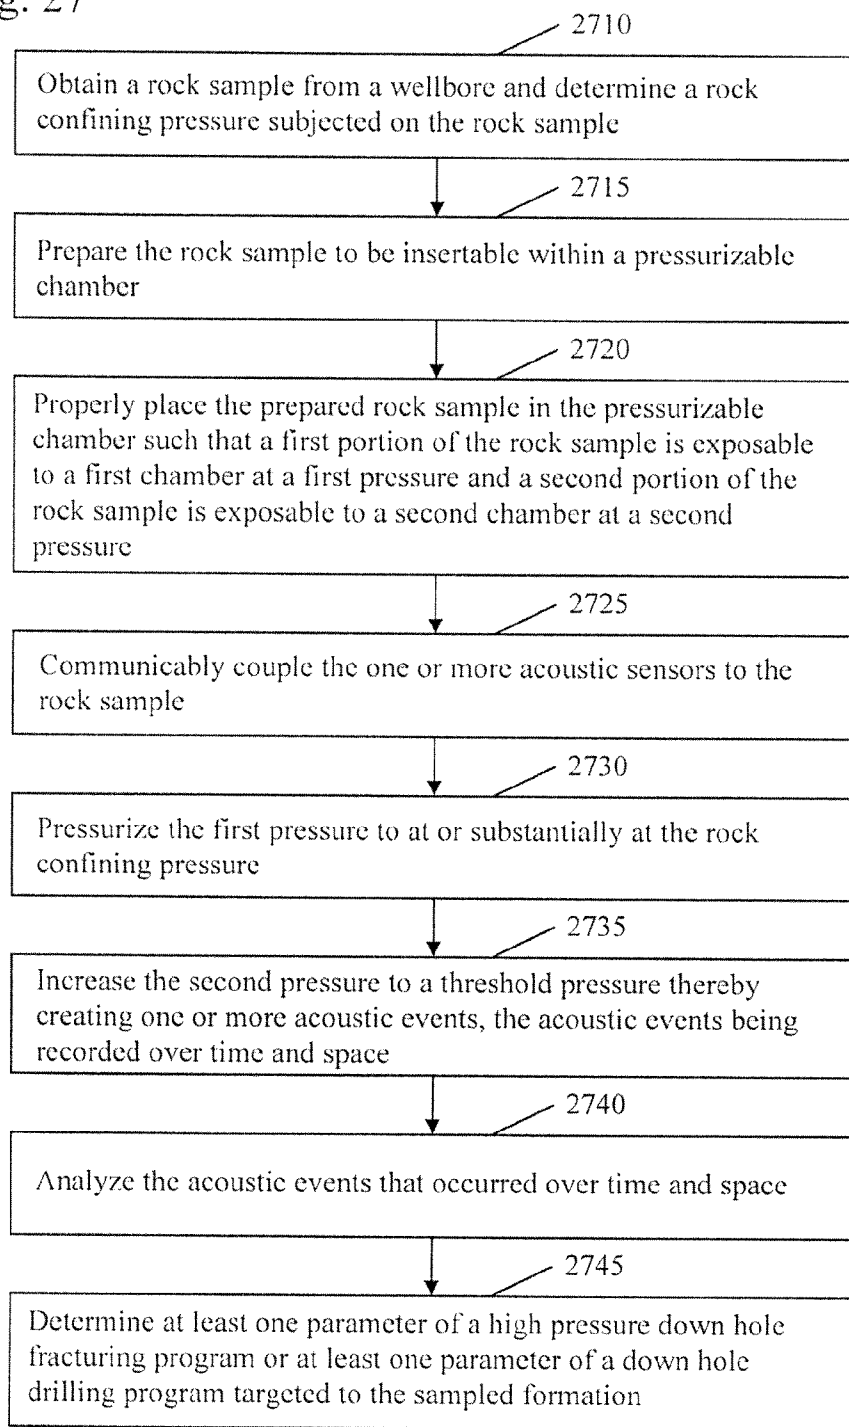 g. 27
2710
Obtain a rock sample from a wellbore and determine a rock
confining pressure subjected on the rock sample
2715
Prepare the rock sample to be insertable within a pressurizable
chamber
2720
Properly place the prepared rock sample in the pressurizable
chamber such that a first portion of the rock sample is exposable
to a first chamber at a first pressure and a second portion of the
rock sample is exposable to a second chamber at a second
pressure
2725
Communicably couple the one or more acoustic sensors to the
rock sample
2730
Pressurize the first pressure to at or substantially at the rock
confining pressure
2735
Increase the second pressure to a threshold pressure thereby
creating one or more acoustic events, the acoustic events being
recorded over time and space
2740
Analyze the acoustic events that occurred over time and space
2745
Determine at least one parameter of a high pressure down hole
fracturing program or at least one parameter of a down hole
drilling program targeted to the sampled formation